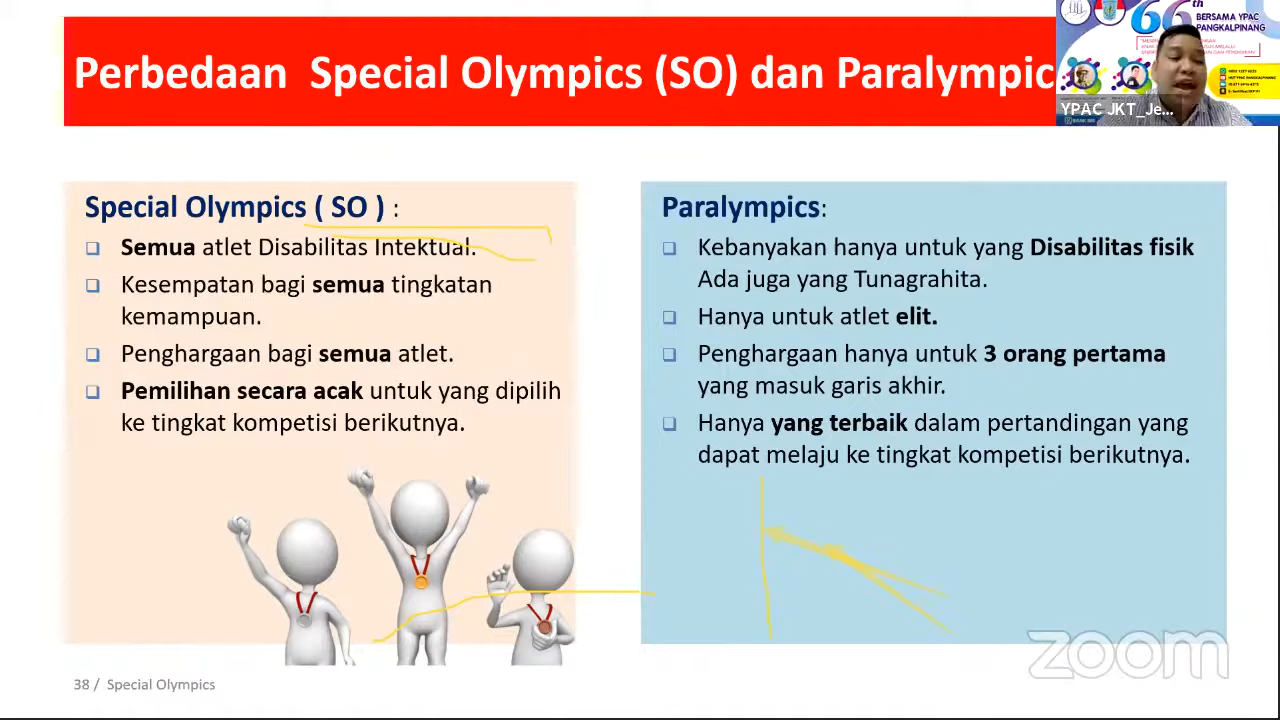 Perbedaan Special Olympics (SO) dan Paralympic
66th
BERSAMA YPAC
PANGKALPINANG
YPAC JKT_Je...
Special Olympics ( SO ) :
Semua atlet Disabilitas Intektual.
Kesempatan bagi semua tingkatan
kemampuan.
Penghargaan bagi semua atlet.
Pemilihan secara acak untuk yang dipilih
ke tingkat kompetisi berikutnya.
Paralympics:
Kebanyakan hanya untuk yang Disabilitas fisik
Ada juga yang Tunagrahita.
Hanya untuk atlet elit.
Penghargaan hanya untuk 3 orang pertama
yang masuk garis akhir.
Hanya yang terbaik dalam pertandingan yang
dapat melaju ke tingkat kompetisi berikutnya.
zoom
38 / Special Olympics